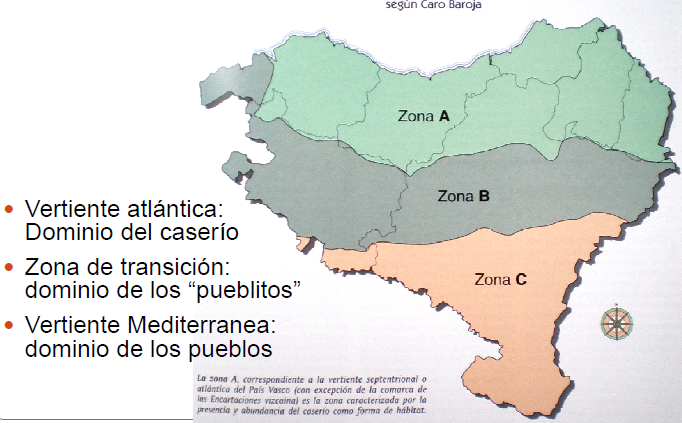 según Caro Baroja
Zona A
Zona B
Zona C
• Vertiente atlántica:
Dominio del caserío
• Zona de transición:
dominio de los “pueblitos”
• Vertiente Mediterranea:
dominio de los pueblos
La zona A, correspondiente a la vertiente septentrional o
atlántica del País Vasco (con excepción de la comarca de
las Encartaciones vizcaína) es la zona caracterizada por la
presencia y abundancia del caserío como forma de hábitat.